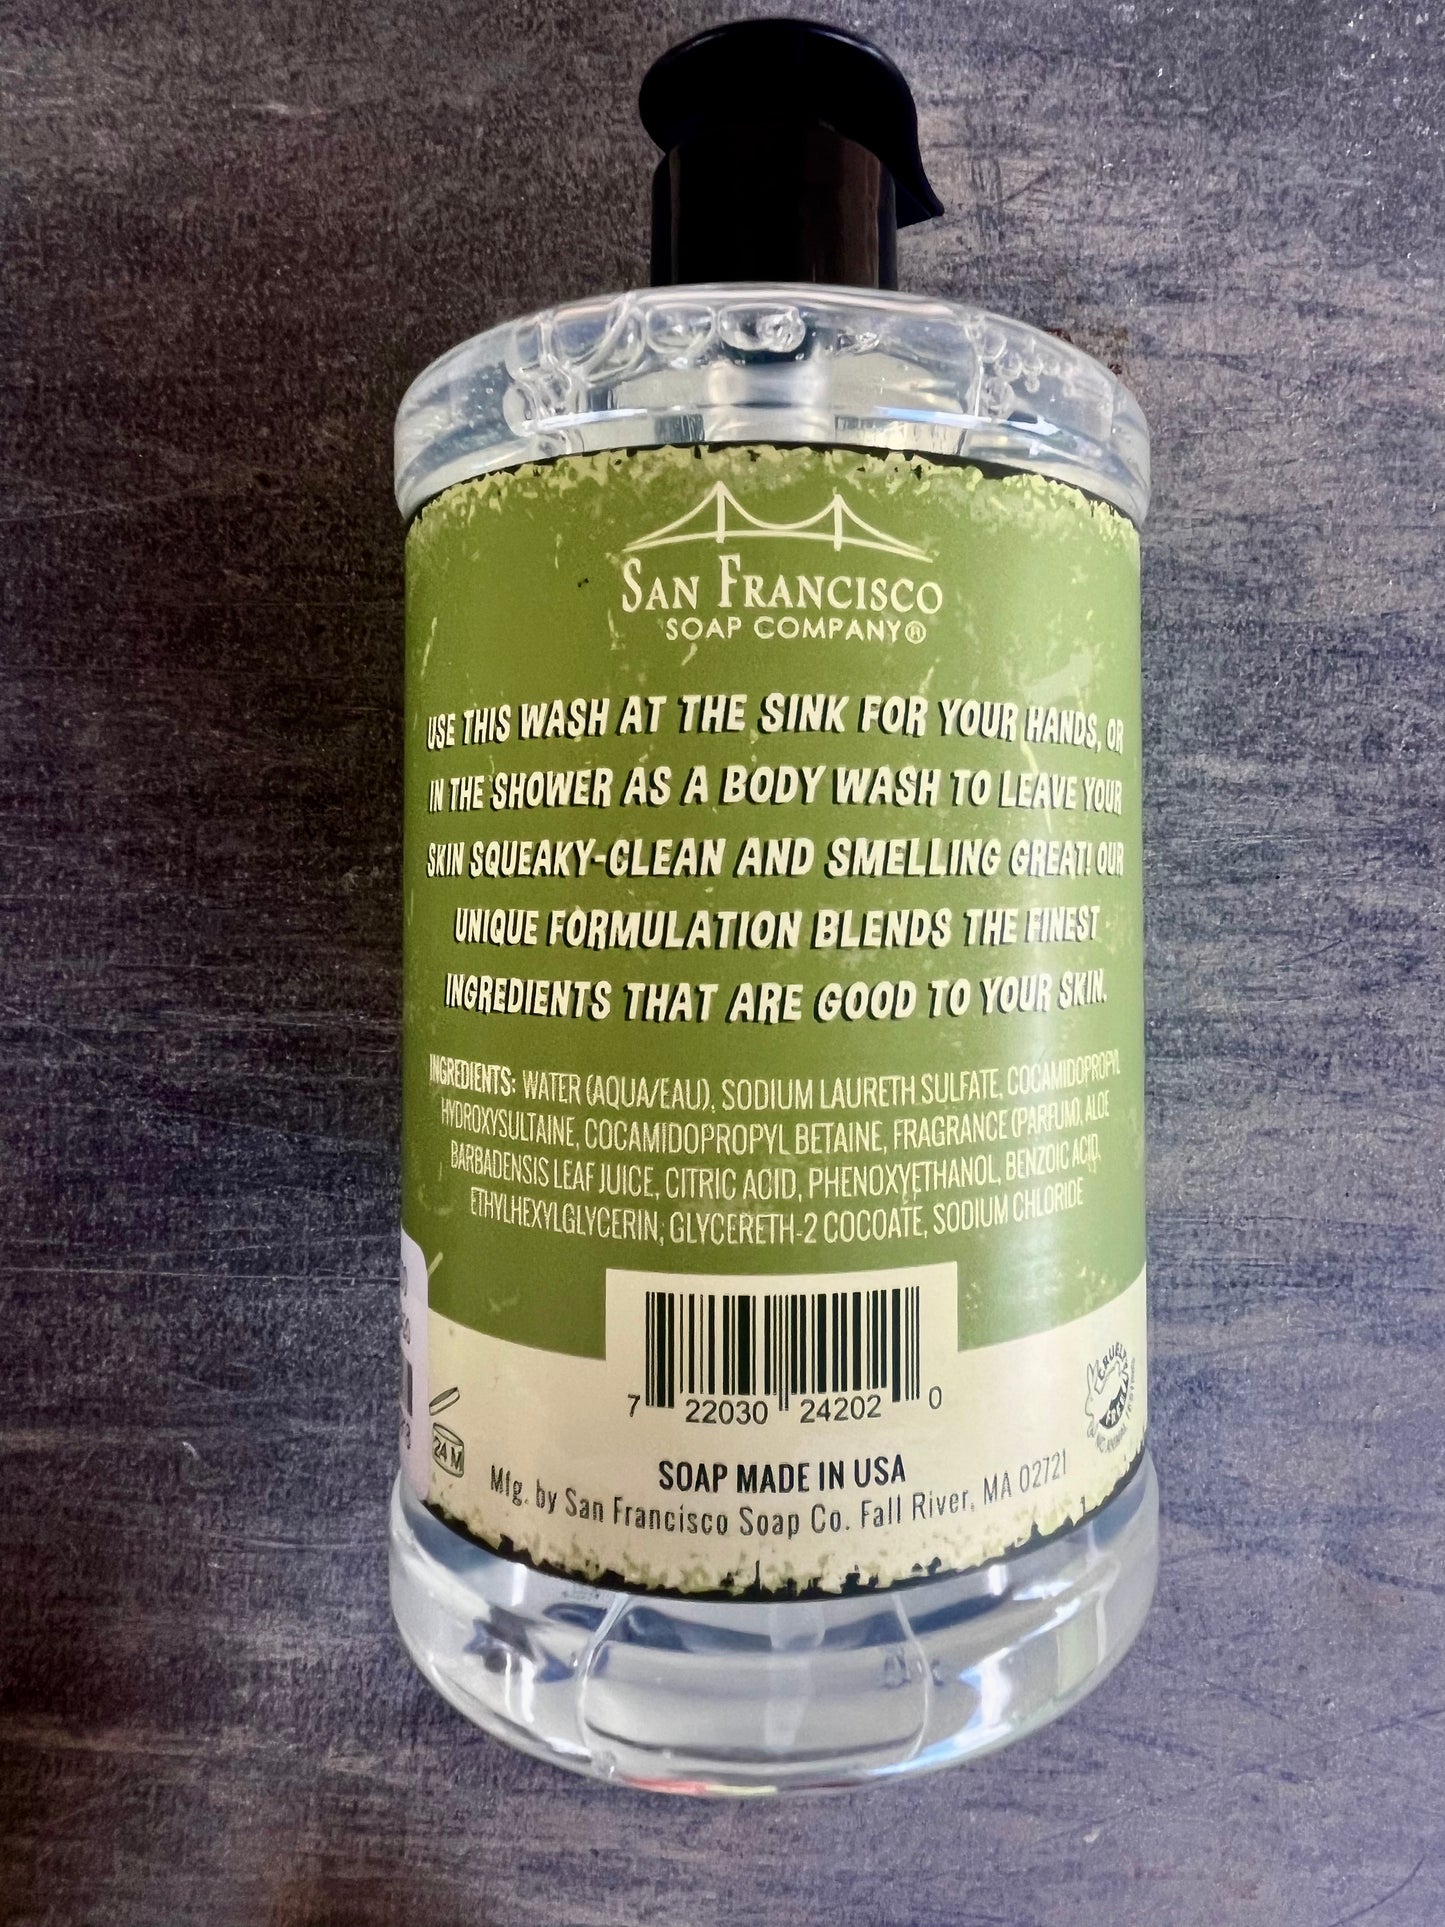 SAN FRANCISCO
SOAP COMPANY®
USE THIS WASH AT THE SINK FOR YOUR HANDS, OR
IN THE SHOWER AS A BODY WASH TO LEAVE YOUR
SKIN SQUEAKY-CLEAN AND SMELLING GREAT! OUR
UNIQUE FORMULATION BLENDS THE FINEST
INGREDIENTS THAT ARE GOOD TO YOUR SKIN.
INGREDIENTS: WATER (AQUA/EAU), SODIUM LAURETH SULFATE, COCAMIDOPROPYL
HYDROXYSULTAINE, COCAMIDOPROPYL BETAINE, FRAGRANCE (PARFUM), ALOE
BARBADENSIS LEAF JUICE, CITRIC ACID, PHENOXYETHANOL, BENZOIC ACID,
ETHYLHEXYLGLYCERIN, GLYCERETH-2 COCOATE, SODIUM CHLORIDE
7 22030 24202 0
24 M
SOAP MADE IN USA
Mfg. by San Francisco Soap Co. Fall River, MA 02721